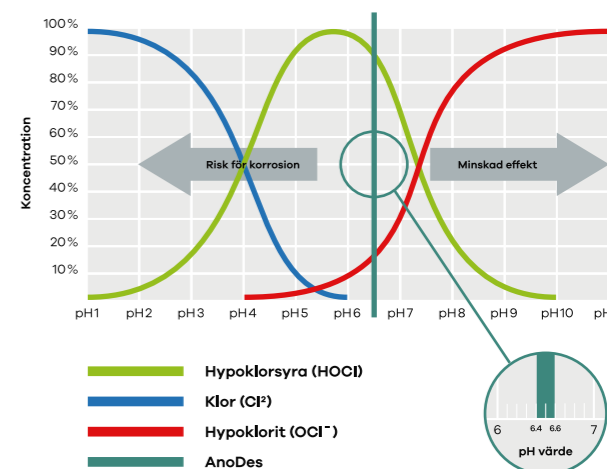 100%
90%
80%
70%
60%
50%
40%
30%
20%
10%
Koncentration
Risk för korrosion
Minskad effekt
pH1 pH2 pH3 pH4 pH5 pH6 pH7 pH8 pH9 pH10 pH
Hypoklorsyra (HOCl)
Klor (Cl²)
Hypoklorit (OCl⁻)
AnoDes
6 6.4 6.6 7
pH värde